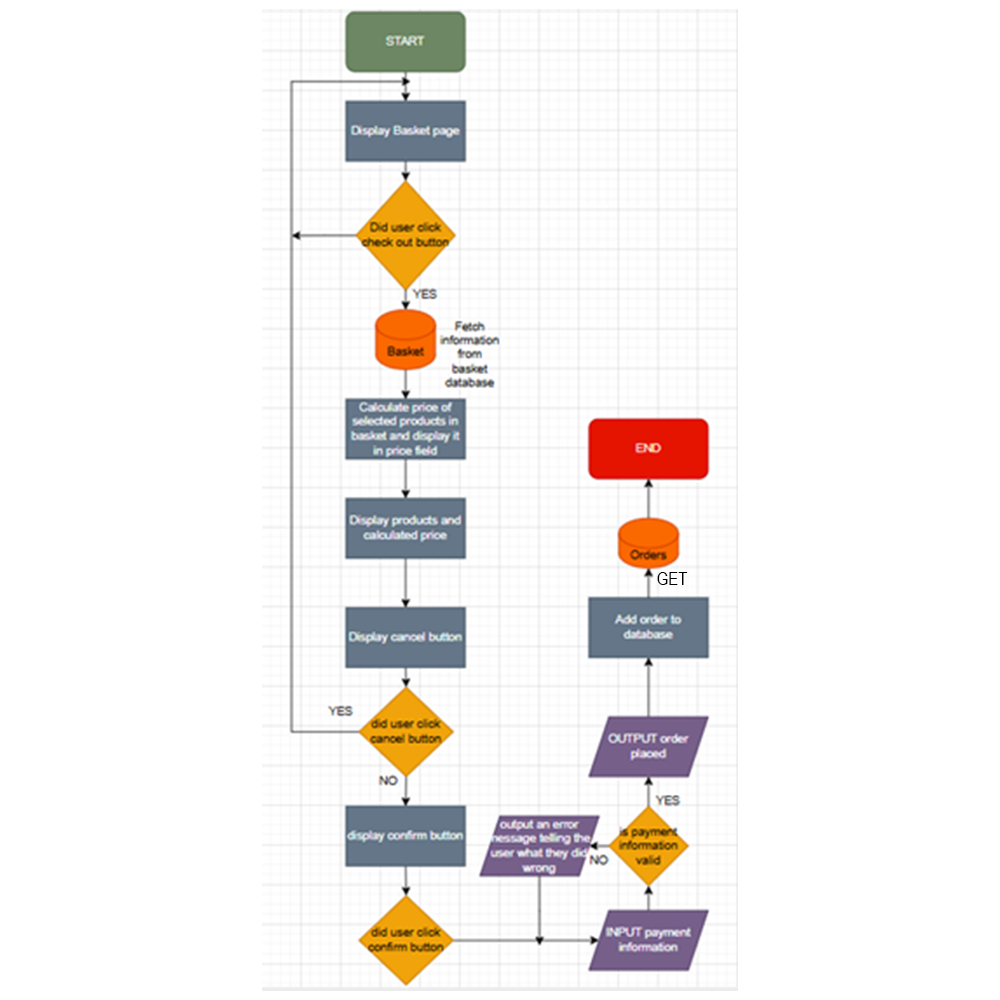 START
Display Basket page
Did user click
check out button
YES
Basket
Fetch
information
from
basket
database
Calculate price of
selected products in
basket and display it
in price field
Display products and
calculated price
Display cancel button
YES
did user click
cancel button
NO
display confirm button
did user click
confirm button
INPUT payment
information
is payment
information
valid
NO
output an error
message telling the
user what they did
wrong
YES
OUTPUT order
placed
Add order to
database
GET
Orders
END